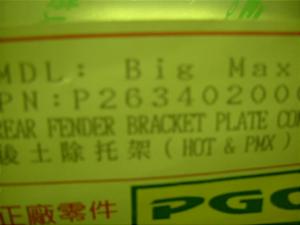 MDL: Big Max
PN:P263402000
REAR FENDER BRACKET PLATE COM
後土除托架(HOT & PMX)
正廠零件 PGO